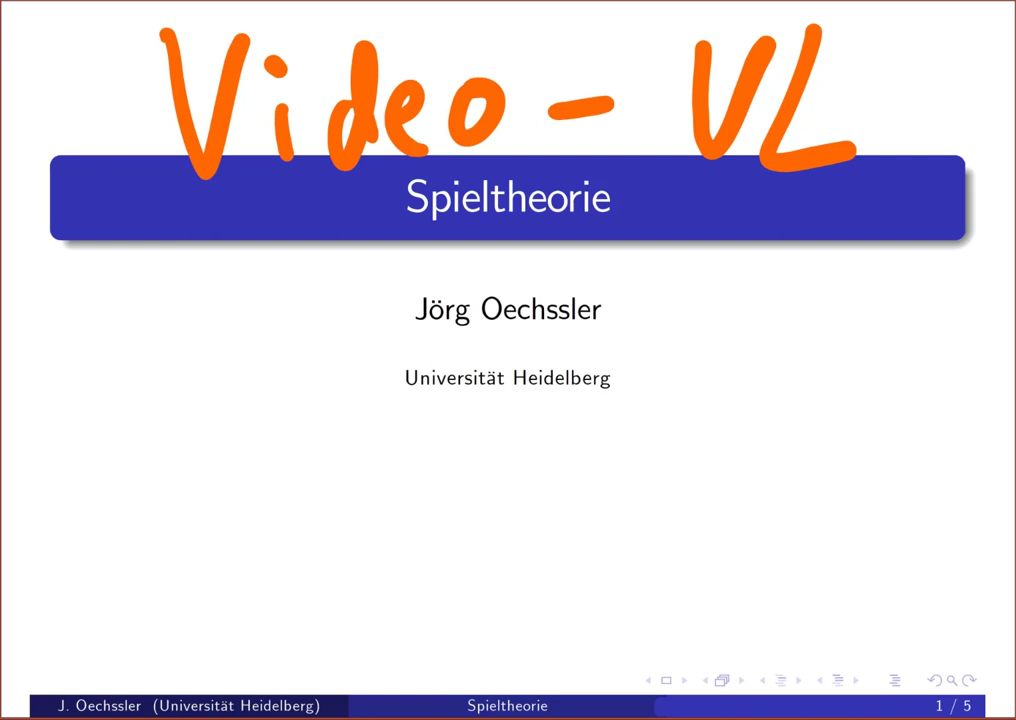 Video - VL
Spieltheorie
Jörg Oechssler
Universität Heidelberg
J. Oechssler (Universität Heidelberg) Spieltheorie 1 / 5